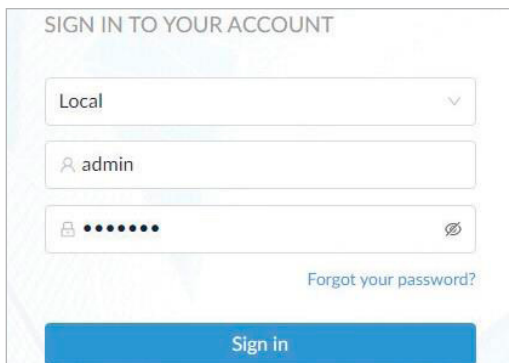 SIGN IN TO YOUR ACCOUNT
Local
admin
•••••••
Forgot your password?
Sign in